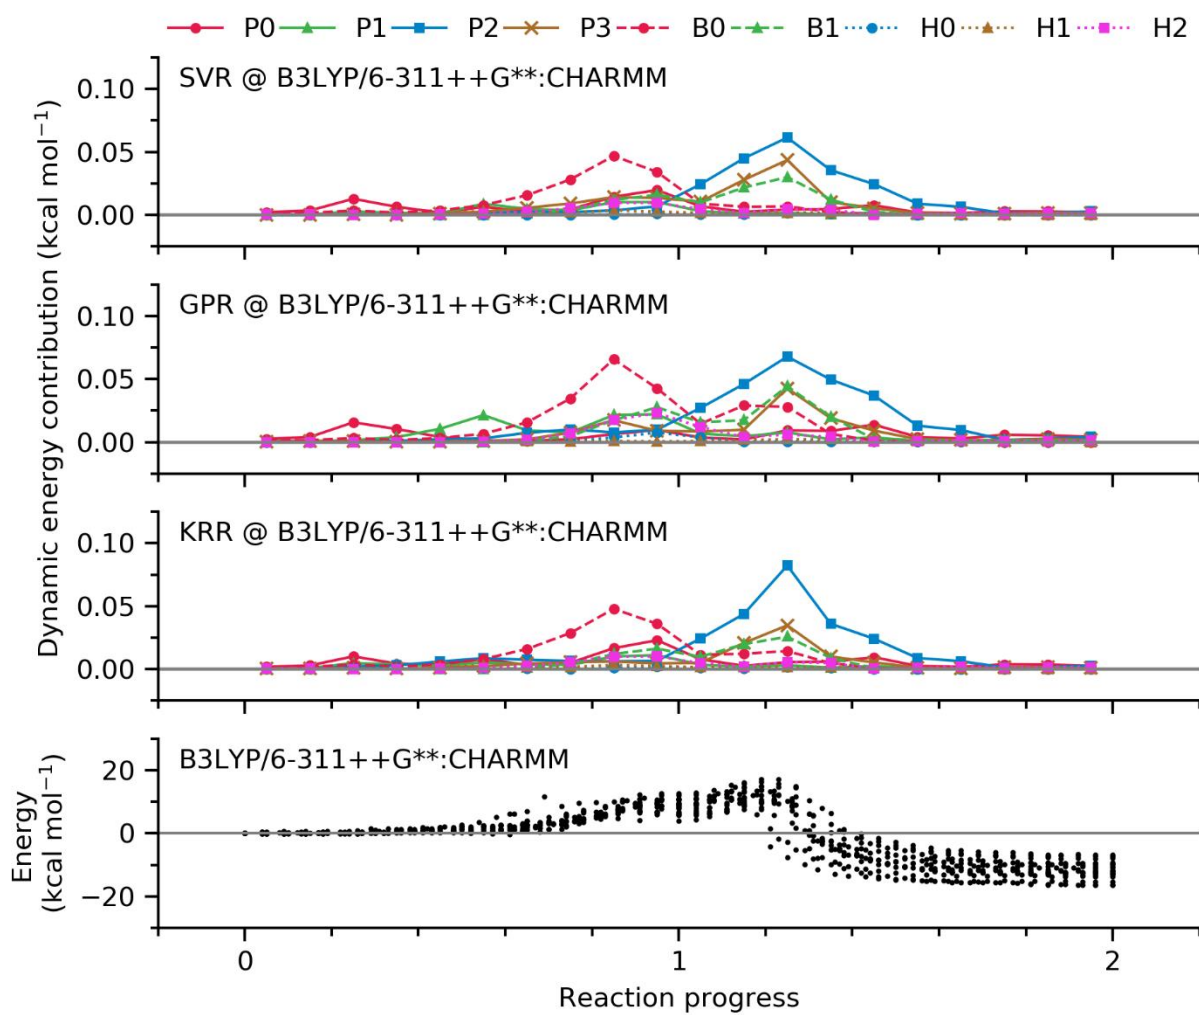 P0 P1 P2 P3 B0 B1 H0 H1 H2
SVR @ B3LYP/6-311++G**:CHARMM
0.10
0.05
0.00
GPR @ B3LYP/6-311++G**:CHARMM
0.10
0.05
0.00
KRR @ B3LYP/6-311++G**:CHARMM
0.10
0.05
0.00
Dynamic energy contribution (kcal mol⁻¹)
B3LYP/6-311++G**:CHARMM
20
0
−20
Energy
(kcal mol⁻¹)
0 1 2
Reaction progress